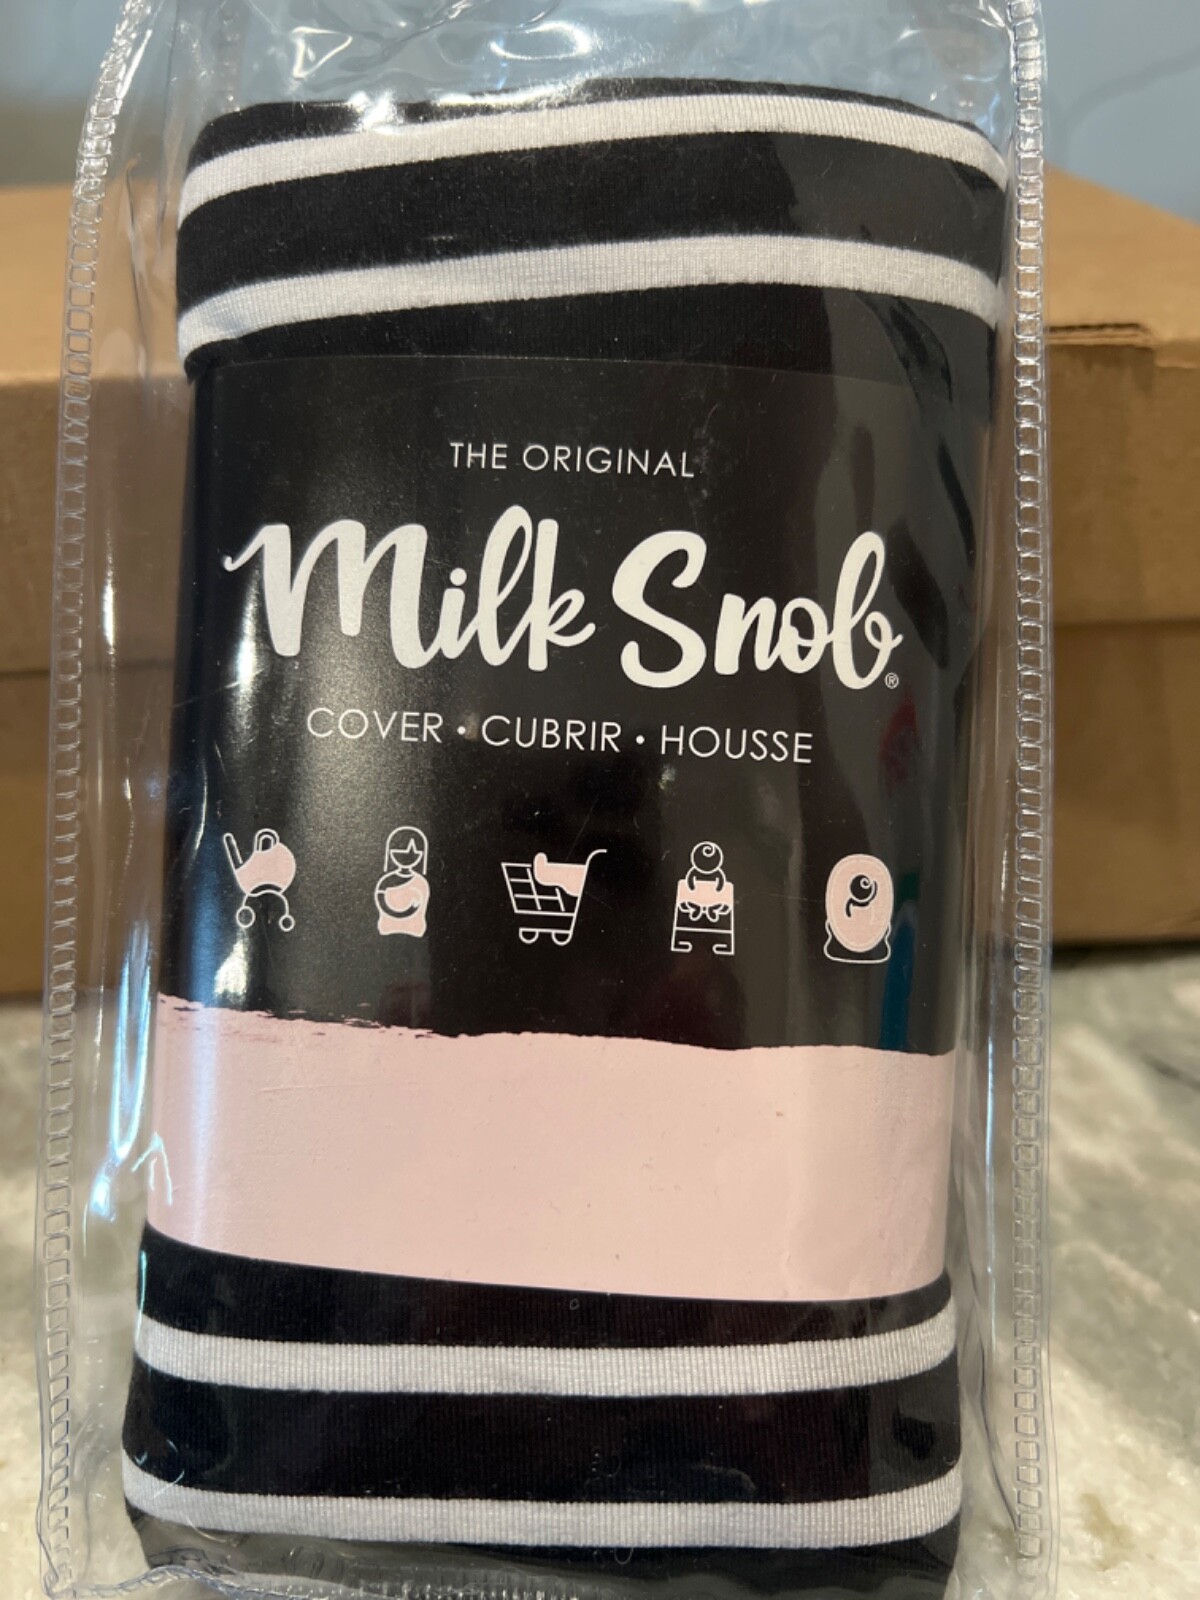 THE ORIGINAL
Milk Snob®
COVER • CUBRIR • HOUSSE